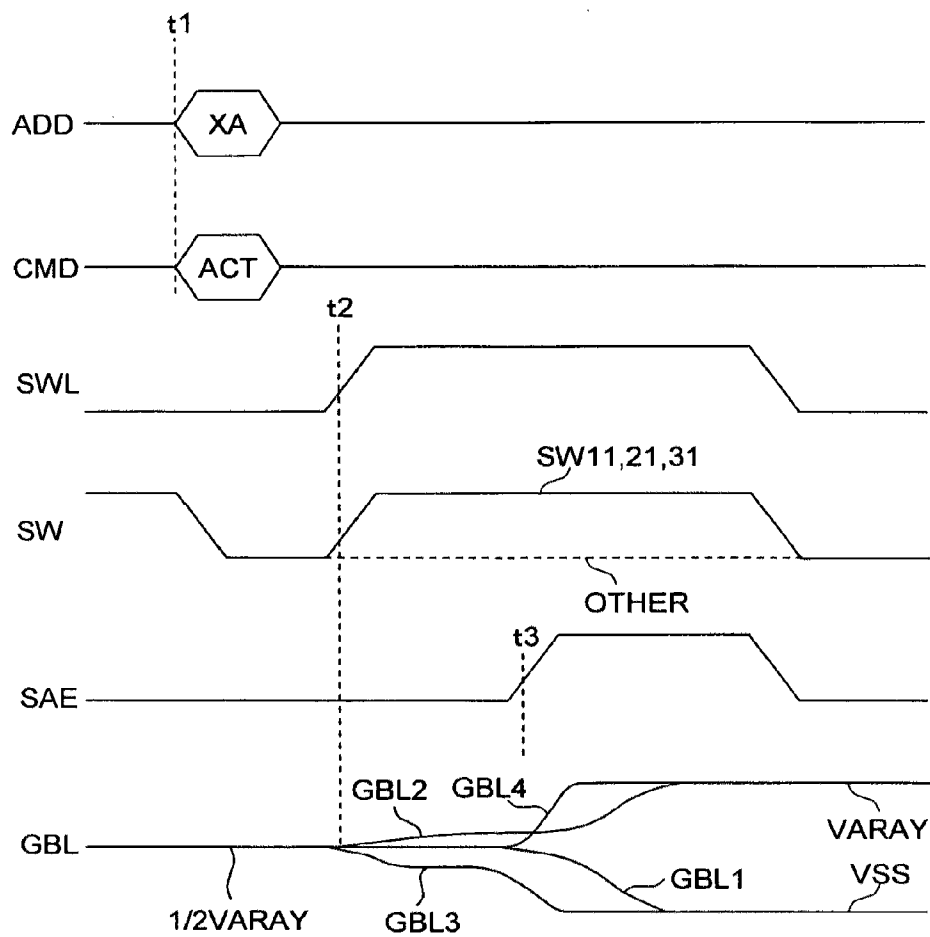 t1
ADD
XA
CMD
ACT
t2
SWL
SW11,21,31
SW
OTHER
t3
SAE
GBL2
GBL4
GBL
VARAY
1/2VARAY
GBL3
GBL1
VSS